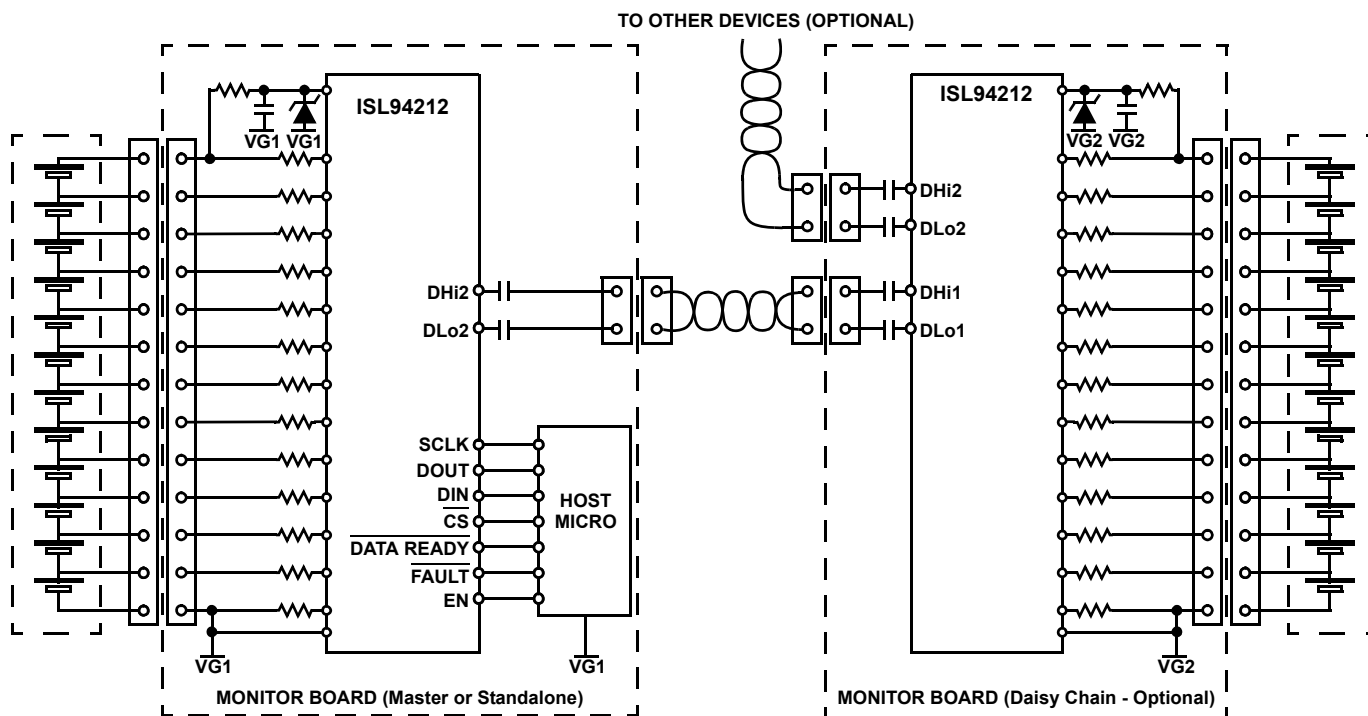 TO OTHER DEVICES (OPTIONAL)
ISL94212
VG1 VG1
DHi2
DLo2
SCLK
DOUT
DIN
CS
DATA READY
FAULT
EN
HOST
MICRO
VG1
VG1
MONITOR BOARD (Master or Standalone)
ISL94212
VG2 VG2
DHi2
DLo2
DHi1
DLo1
VG2
MONITOR BOARD (Daisy Chain - Optional)